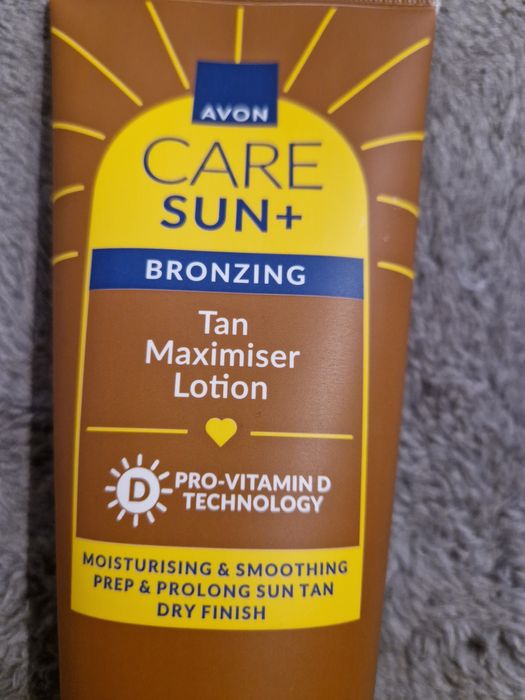 AVON
CARE
SUN+
BRONZING
Tan
Maximiser
Lotion
D
PRO-VITAMIN D
TECHNOLOGY
MOISTURISING & SMOOTHING
PREP & PROLONG SUN TAN
DRY FINISH